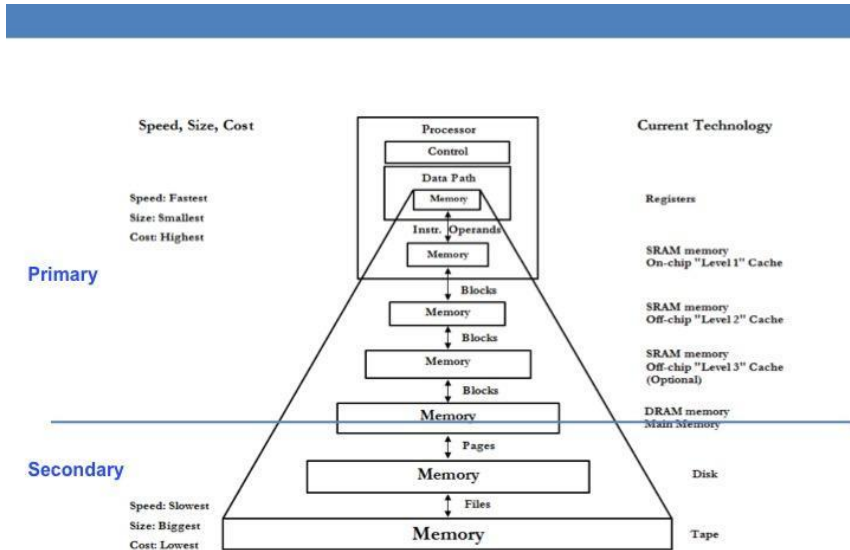 Speed, Size, Cost
Processor
Current Technology
Control
Data Path
Speed: Fastest
Memory
Registers
Size: Smallest
Instr. Operands
Cost: Highest
Memory
SRAM memory
On-chip "Level 1" Cache
Primary
Blocks
Memory
SRAM memory
Off-chip "Level 2" Cache
Blocks
Memory
SRAM memory
Off-chip "Level 3" Cache
(Optional)
Blocks
Memory
DRAM memory
Main Memory
Pages
Secondary
Memory
Disk
Speed: Slowest
Files
Size: Biggest
Memory
Tape
Cost: Lowest